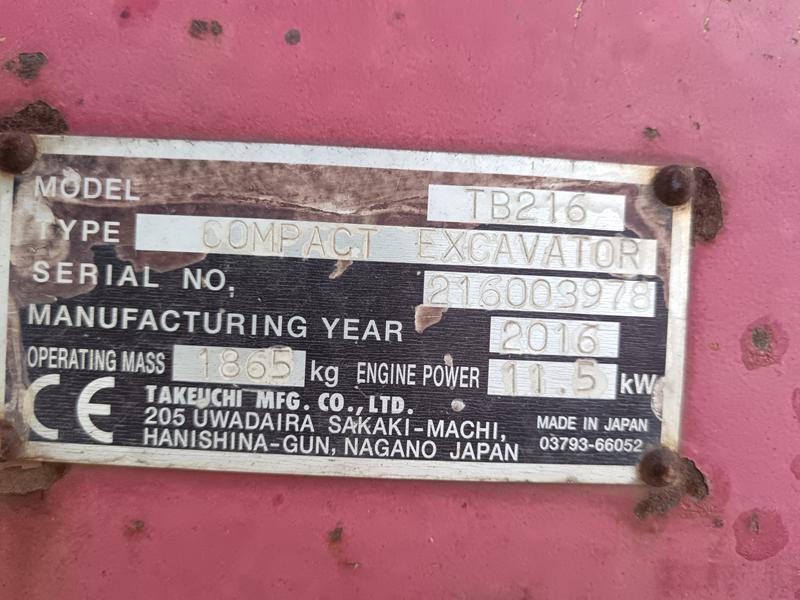 MODEL TB216
TYPE COMPACT EXCAVATOR
SERIAL NO. 216003978
MANUFACTURING YEAR 2016
OPERATING MASS 1865 kg ENGINE POWER 11.5 kW
CE TAKEUCHI MFG. CO., LTD.
205 UWADAIRA SAKAKI-MACHI, MADE IN JAPAN
HANISHINA-GUN, NAGANO JAPAN 03793-66052